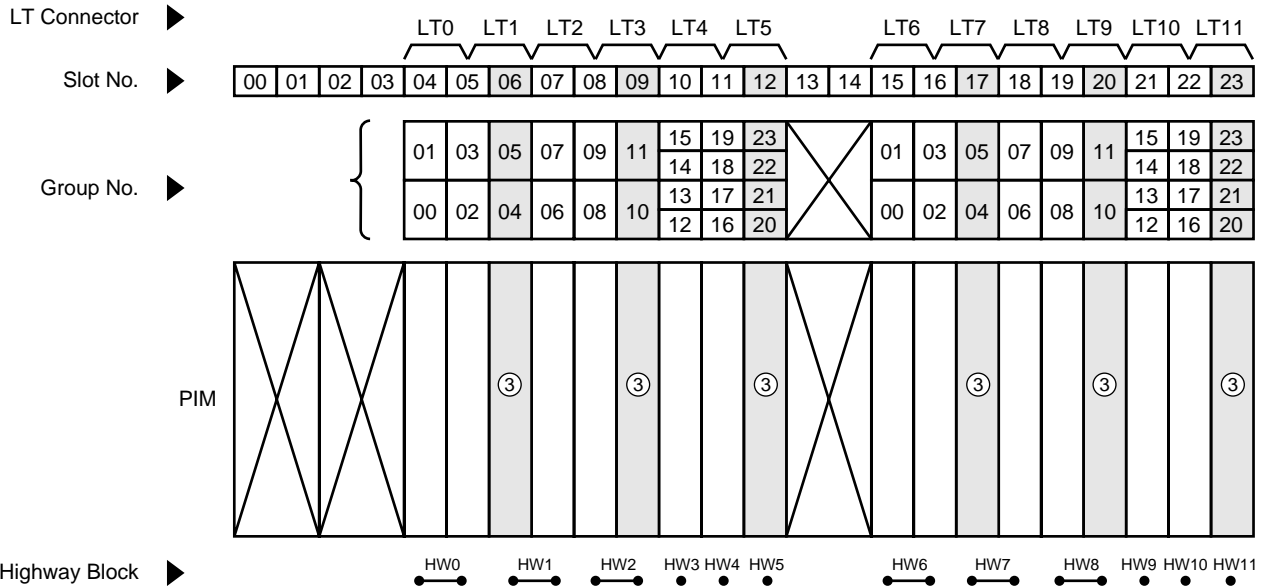 LT Connector LT0 LT1 LT2 LT3 LT4 LT5 LT6 LT7 LT8 LT9 LT10 LT11
Slot No. 00 01 02 03 04 05 06 07 08 09 10 11 12 13 14 15 16 17 18 19 20 21 22 23
15 19 23 15 19 23
01 03 05 07 09 11 01 03 05 07 09 11
14 18 22 14 18 22
Group No.
13 17 21 13 17 21
00 02 04 06 08 10 00 02 04 06 08 10
12 16 20 12 16 20
③ ③ ③ ③ ③ ③
PIM
Highway Block HW0 HW1 HW2 HW3 HW4 HW5 HW6 HW7 HW8 HW9 HW10 HW11